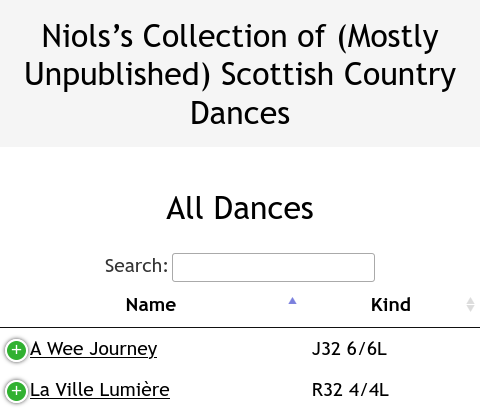 Niols’s Collection of (Mostly
Unpublished) Scottish Country
Dances
All Dances
Search:
Name Kind
A Wee Journey J32 6/6L
La Ville Lumière R32 4/4L